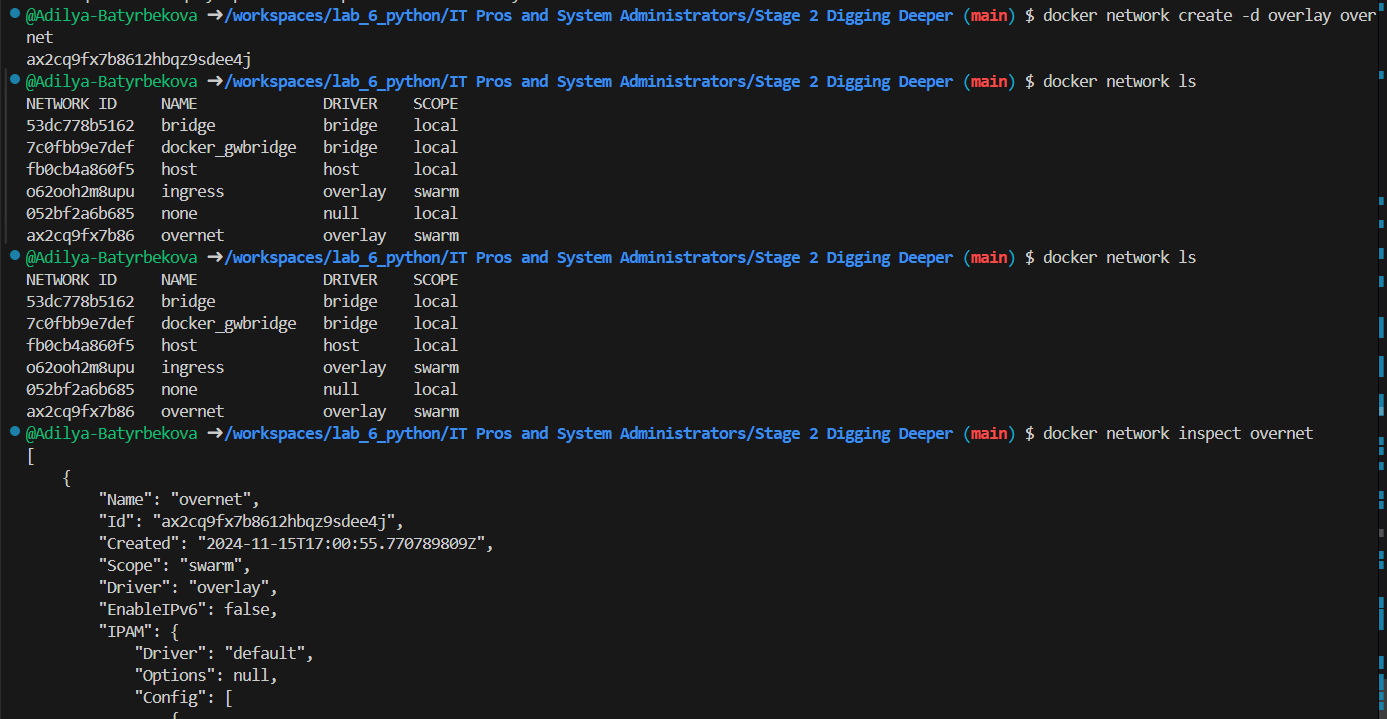 @Adilya-Batyrbekova ➜/workspaces/lab_6_python/IT Pros and System Administrators/Stage 2 Digging Deeper (main) $ docker network create -d overlay over
net
ax2cq9fx7b8612hbqz9sdee4j
@Adilya-Batyrbekova ➜/workspaces/lab_6_python/IT Pros and System Administrators/Stage 2 Digging Deeper (main) $ docker network ls
NETWORK ID     NAME              DRIVER    SCOPE
53dc778b5162   bridge            bridge    local
7c0fbb9e7def   docker_gwbridge   bridge    local
fb0cb4a860f5   host              host      local
o62ooh2m8upu   ingress           overlay   swarm
052bf2a6b685   none              null      local
ax2cq9fx7b86   overnet           overlay   swarm
@Adilya-Batyrbekova ➜/workspaces/lab_6_python/IT Pros and System Administrators/Stage 2 Digging Deeper (main) $ docker network ls
NETWORK ID     NAME              DRIVER    SCOPE
53dc778b5162   bridge            bridge    local
7c0fbb9e7def   docker_gwbridge   bridge    local
fb0cb4a860f5   host              host      local
o62ooh2m8upu   ingress           overlay   swarm
052bf2a6b685   none              null      local
ax2cq9fx7b86   overnet           overlay   swarm
@Adilya-Batyrbekova ➜/workspaces/lab_6_python/IT Pros and System Administrators/Stage 2 Digging Deeper (main) $ docker network inspect overnet
[
    {
        "Name": "overnet",
        "Id": "ax2cq9fx7b8612hbqz9sdee4j",
        "Created": "2024-11-15T17:00:55.770789809Z",
        "Scope": "swarm",
        "Driver": "overlay",
        "EnableIPv6": false,
        "IPAM": {
            "Driver": "default",
            "Options": null,
            "Config": [